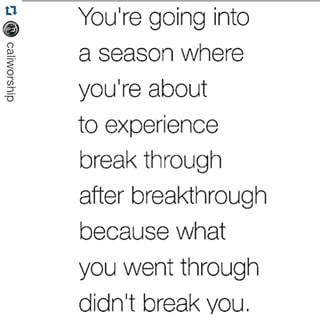 You're going into
a season where
you're about
to experience
break through
after breakthrough
because what
you went through
didn't break you.
caliworship